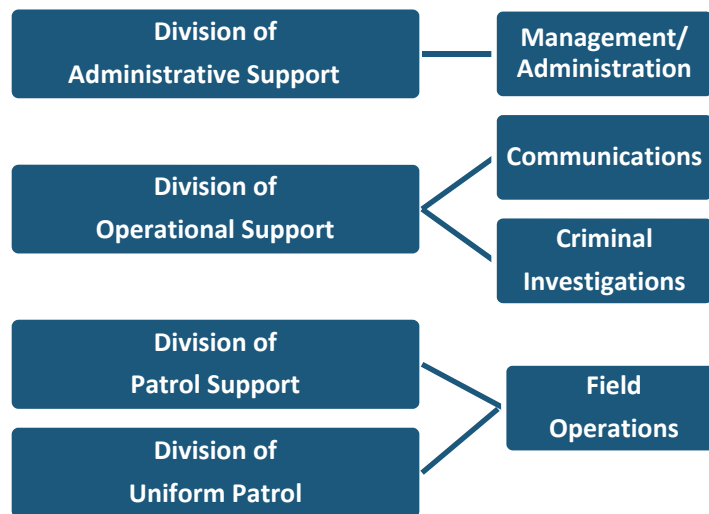 Division of
Administrative Support
Management/
Administration
Division of
Operational Support
Communications
Criminal
Investigations
Division of
Patrol Support
Division of
Uniform Patrol
Field
Operations